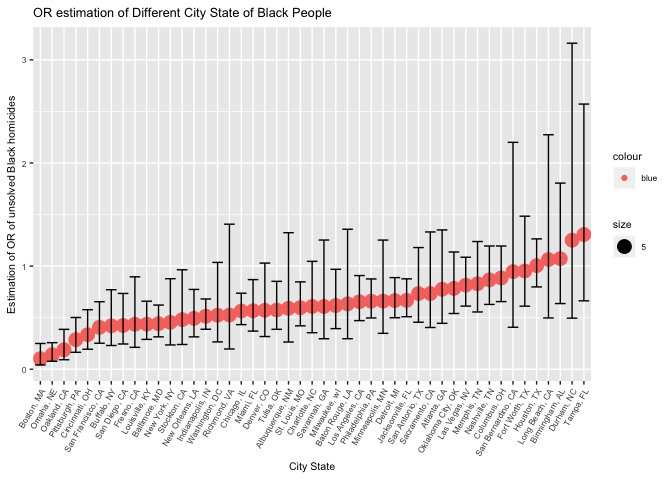 OR estimation of Different City State of Black People
Estimation of OR of unsolved Black homicides
3
2
1
0
Boston, MA
Omaha, NE
Oakland, CA
Pittsburgh, PA
Cincinnati, OH
San Francisco, CA
Buffalo, NY
San Diego, CA
Fresno, CA
Louisville, KY
Baltimore, MD
New York, NY
Stockton, CA
New Orleans, LA
Indianapolis, IN
Washington, DC
Richmond, VA
Chicago, IL
Miami, FL
Denver, CO
Tulsa, OK
Albuquerque, NM
St. Louis, MO
Charlotte, NC
Savannah, GA
Milwaukee, wI
Baton Rouge, LA
Los Angeles, CA
Philadelphia, PA
Minneapolis, MN
Detroit, MI
Jacksonville, FL
San Antonio, TX
Sacramento, CA
Atlanta, GA
Oklahoma City, OK
Las Vegas, NV
Memphis, TN
Nashville, TN
Columbus, OH
San Bernardino, CA
Fort Worth, TX
Houston, TX
Long Beach, CA
Birmingham, AL
Durham, NC
Tampa, FL
City State
colour
blue
size
5